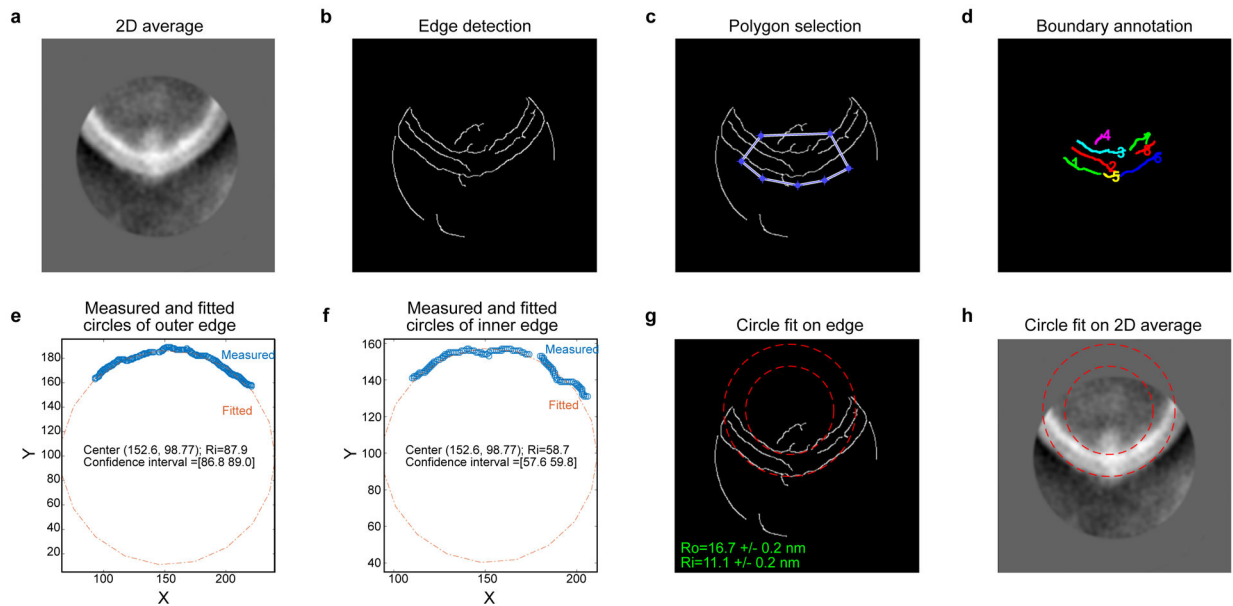 a
2D average
b
Edge detection
c
Polygon selection
d
Boundary annotation
4
1
3
8
2
6
1
5
e
Measured and fitted
circles of outer edge
Y
180
160
140
120
100
80
60
40
20
Measured
Fitted
Center (152.6, 98.77); Ri=87.9
Confidence interval =[86.8 89.0]
100
150
200
X
f
Measured and fitted
circles of inner edge
Y
160
140
120
100
80
60
40
Measured
Fitted
Center (152.6, 98.77); Ri=58.7
Confidence interval =[57.6 59.8]
100
150
200
X
g
Circle fit on edge
Ro=16.7 +/- 0.2 nm
Ri=11.1 +/- 0.2 nm
h
Circle fit on 2D average